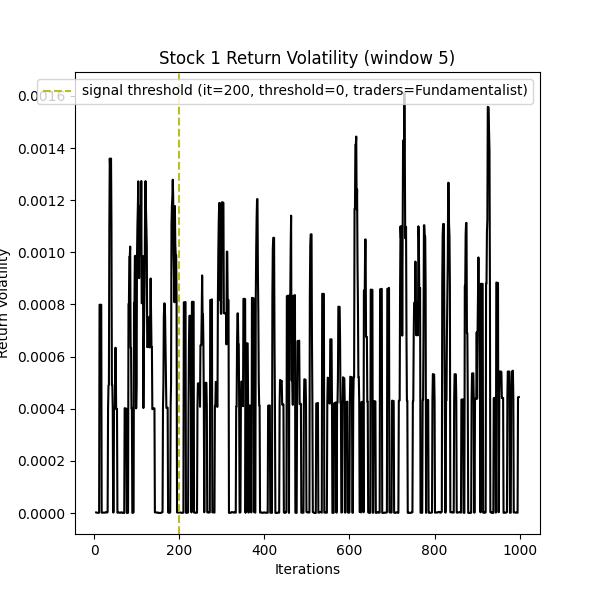 Stock 1 Return Volatility (window 5)
signal threshold (it=200, threshold=0, traders=Fundamentalist)
0.0016
0.0014
0.0012
0.0010
0.0008
0.0006
0.0004
0.0002
0.0000
Return Volatility
0 200 400 600 800 1000
Iterations